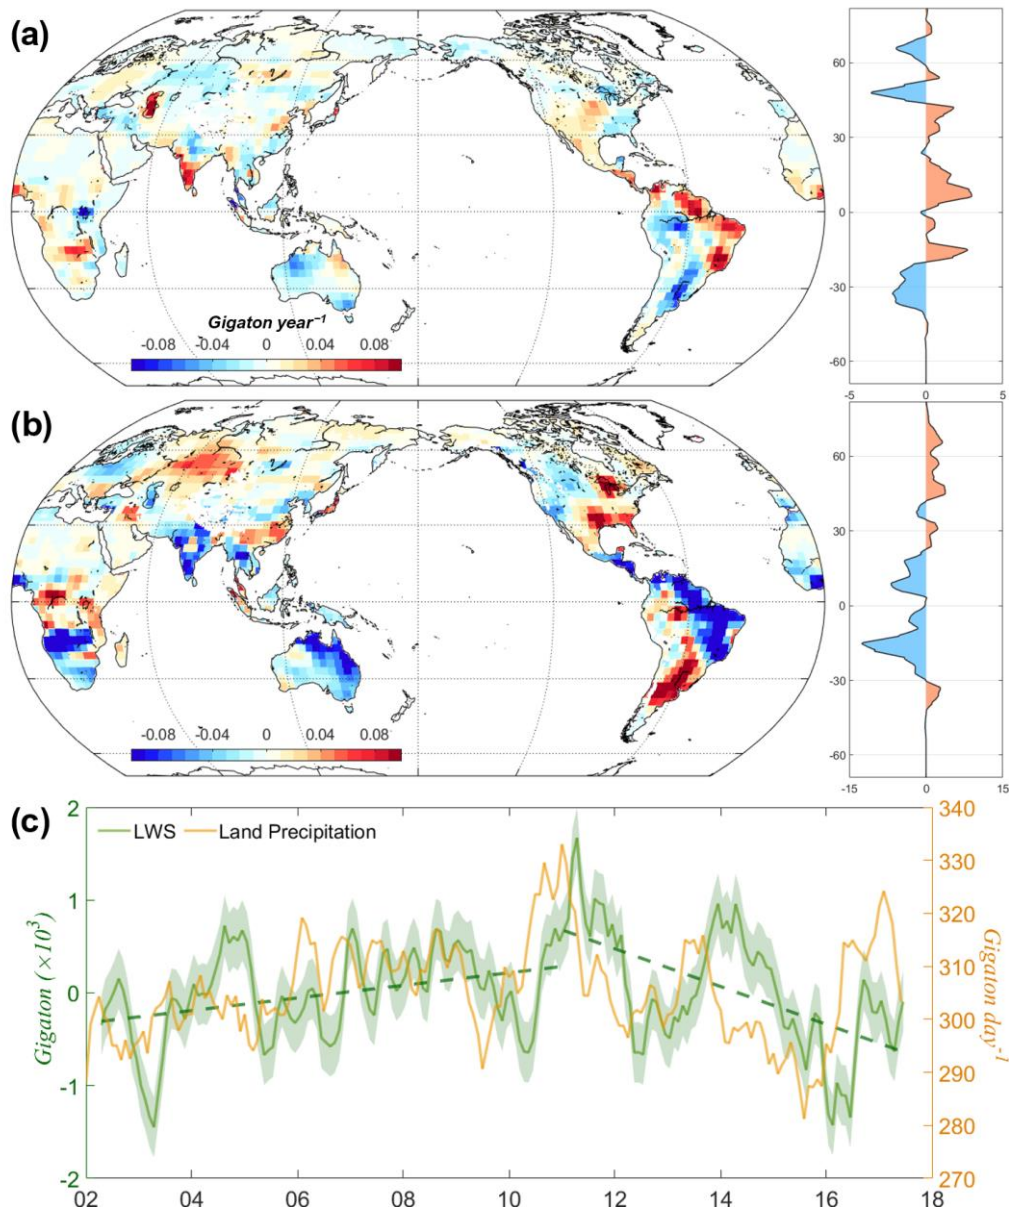 (a)
60
30
0
-30
-60
Gigaton year⁻¹
-0.08 -0.04 0 0.04 0.08
-5 0 5
(b)
60
30
0
-30
-60
-0.08 -0.04 0 0.04 0.08
-15 0 15
(c)
2
1
0
-1
-2
Gigaton (×10³)
LWS Land Precipitation
340
330
320
310
300
290
280
270
Gigaton day⁻¹
02 04 06 08 10 12 14 16 18